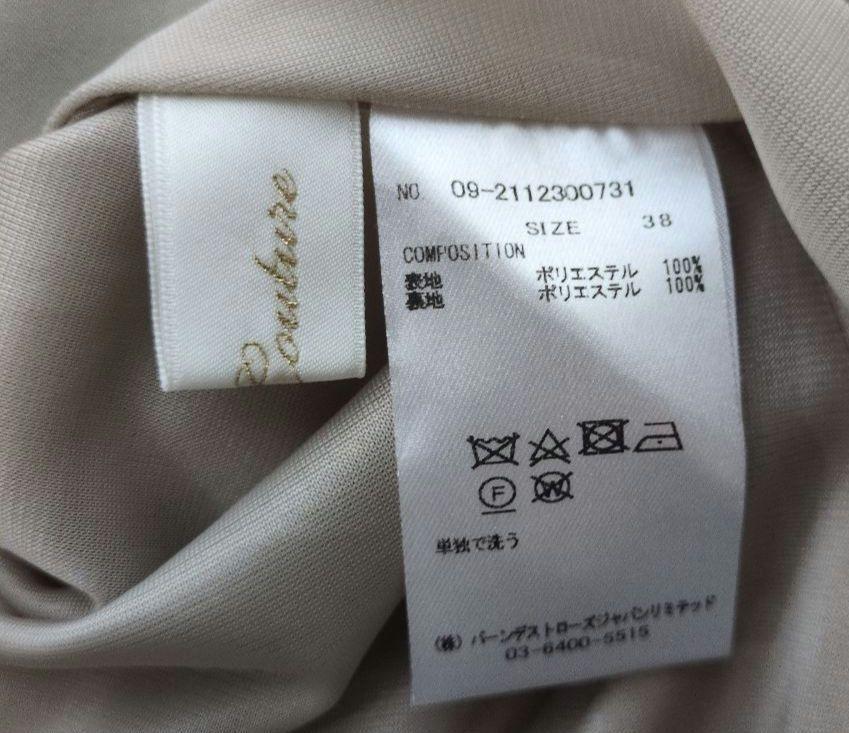 Couture
NO. 09-2112300731
SIZE 38
COMPOSITION
表地 ポリエステル 100%
裏地 ポリエステル 100%
F
W
単独で洗う
(株) バーンデストローズジャパンリミテッド
03-6400-5515